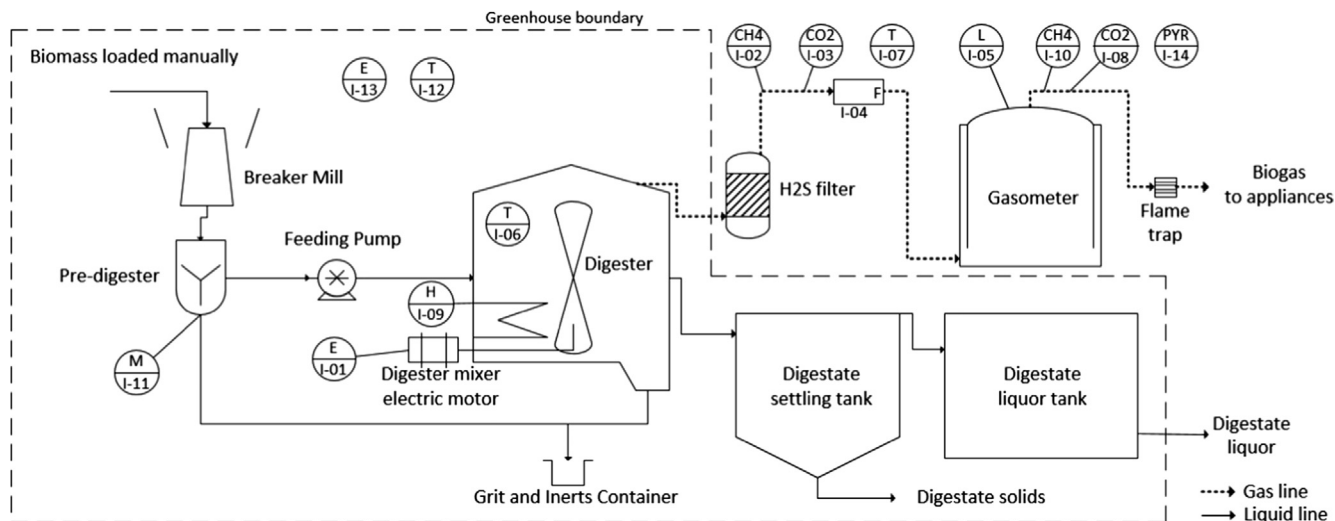 Greenhouse boundary
Biomass loaded manually
E
I-13
T
I-12
CH4
I-02
CO2
I-03
T
I-07
L
I-05
CH4
I-10
CO2
I-08
PYR
I-14
F
I-04
Breaker Mill
H2S filter
Gasometer
Flame
trap
Biogas
to appliances
Pre-digester
Feeding Pump
T
I-06
Digester
H
I-09
E
I-01
Digester mixer
electric motor
M
I-11
Digestate
settling tank
Digestate
liquor tank
Digestate
liquor
Grit and Inerts Container
Digestate solids
Gas line
Liquid line